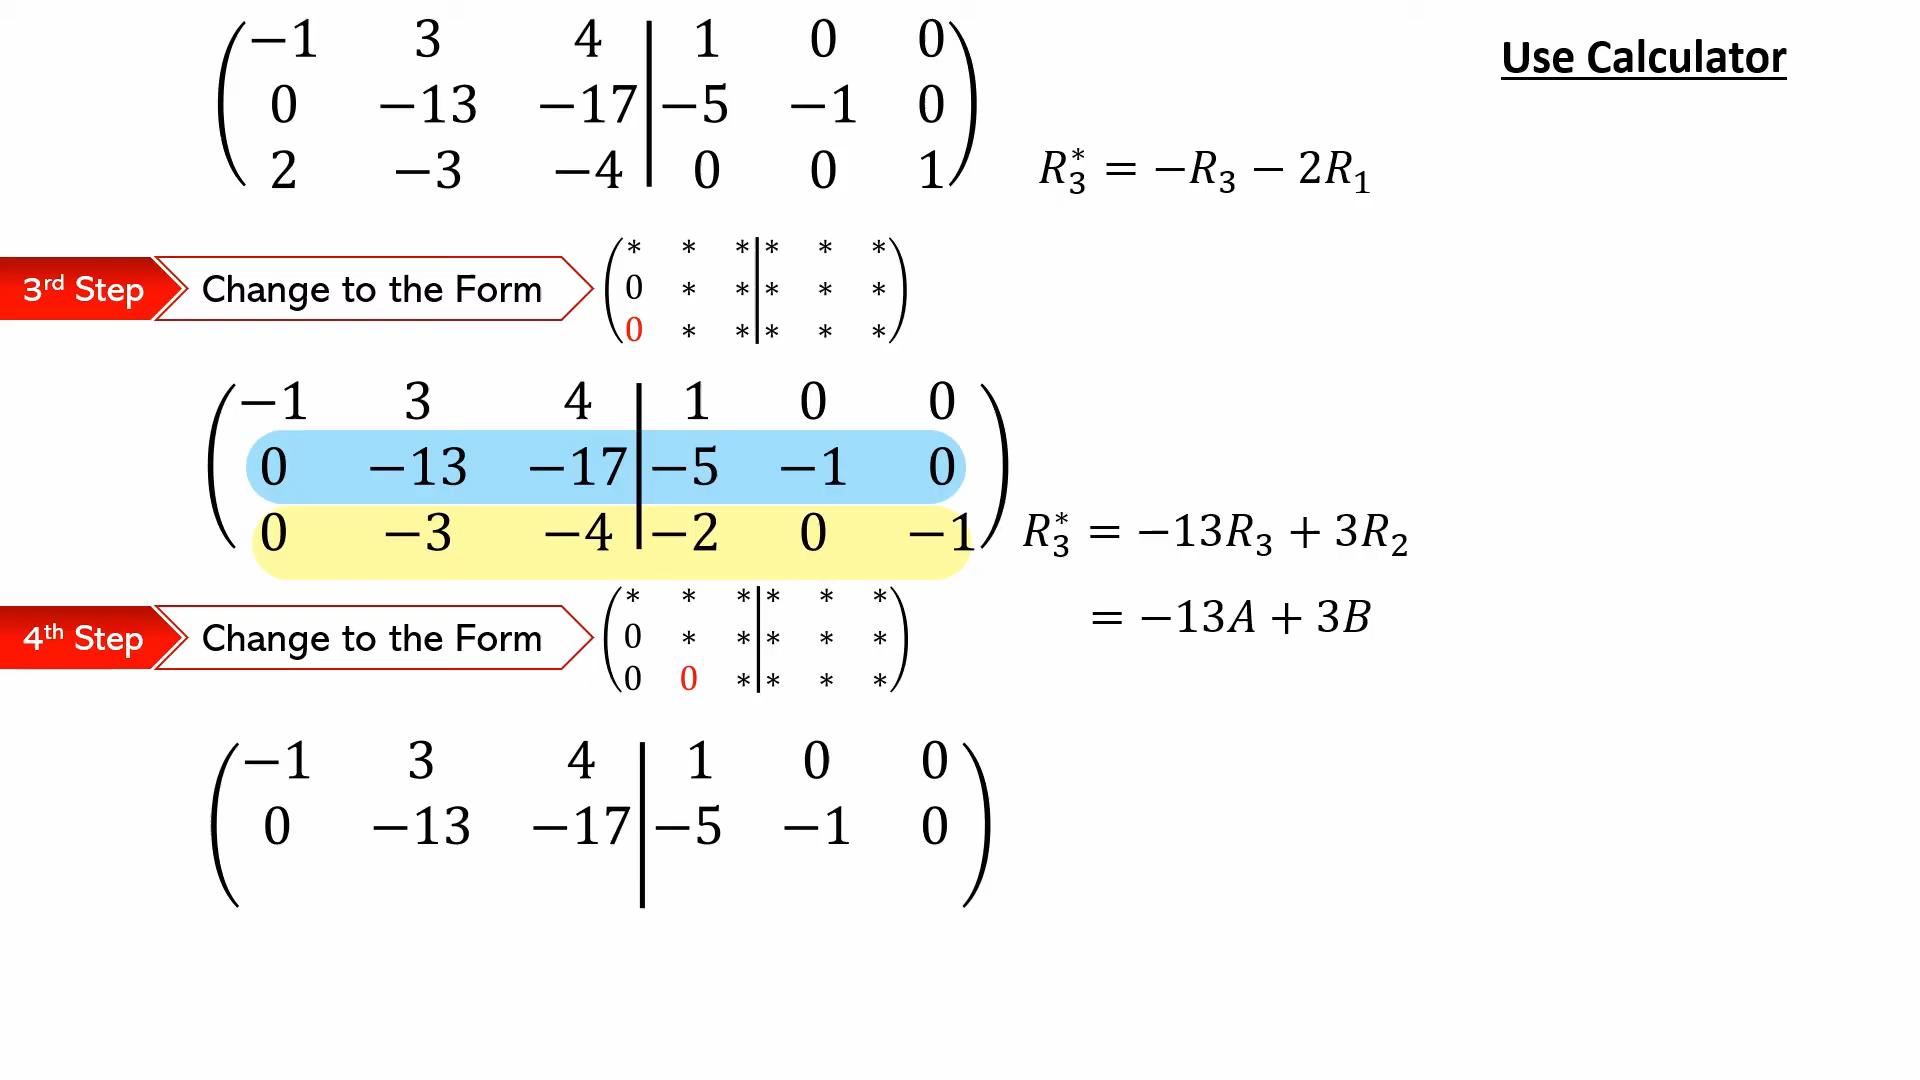 −1 3 4 | 1 0 0
Use Calculator
0 −13 −17 | −5 −1 0
2 −3 −4 | 0 0 1
R₃* = −R₃ − 2R₁
3rd Step
Change to the Form
* * * | * * *
0 * * | * * *
0 * * | * * *
−1 3 4 | 1 0 0
0 −13 −17 | −5 −1 0
0 −3 −4 | −2 0 −1
R₃* = −13R₃ + 3R₂
= −13A + 3B
4th Step
Change to the Form
* * * | * * *
0 * * | * * *
0 0 * | * * *
−1 3 4 | 1 0 0
0 −13 −17 | −5 −1 0